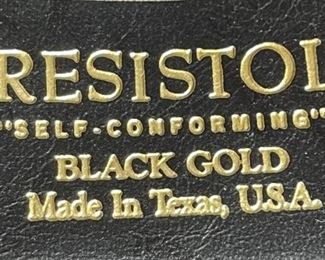 RESISTOL
"SELF-CONFORMING"
BLACK GOLD
Made In Texas, U.S.A.